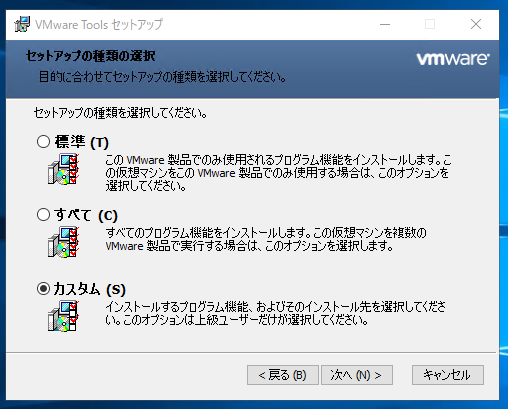 VMware Tools セットアップ
セットアップの種類の選択
目的に合わせてセットアップの種類を選択してください。
vmware
セットアップの種類を選択してください。
標準 (T)
この VMware 製品でのみ使用されるプログラム機能をインストールします。こ
の仮想マシンをこの VMware 製品でのみ使用する場合は、このオプションを
選択してください。
すべて (C)
すべてのプログラム機能をインストールします。この仮想マシンを複数の
VMware 製品で実行する場合は、このオプションを選択します。
カスタム (S)
インストールするプログラム機能、およびそのインストール先を選択してくださ
い。このオプションは上級ユーザーだけが選択してください。
< 戻る (B)
次へ (N) >
キャンセル